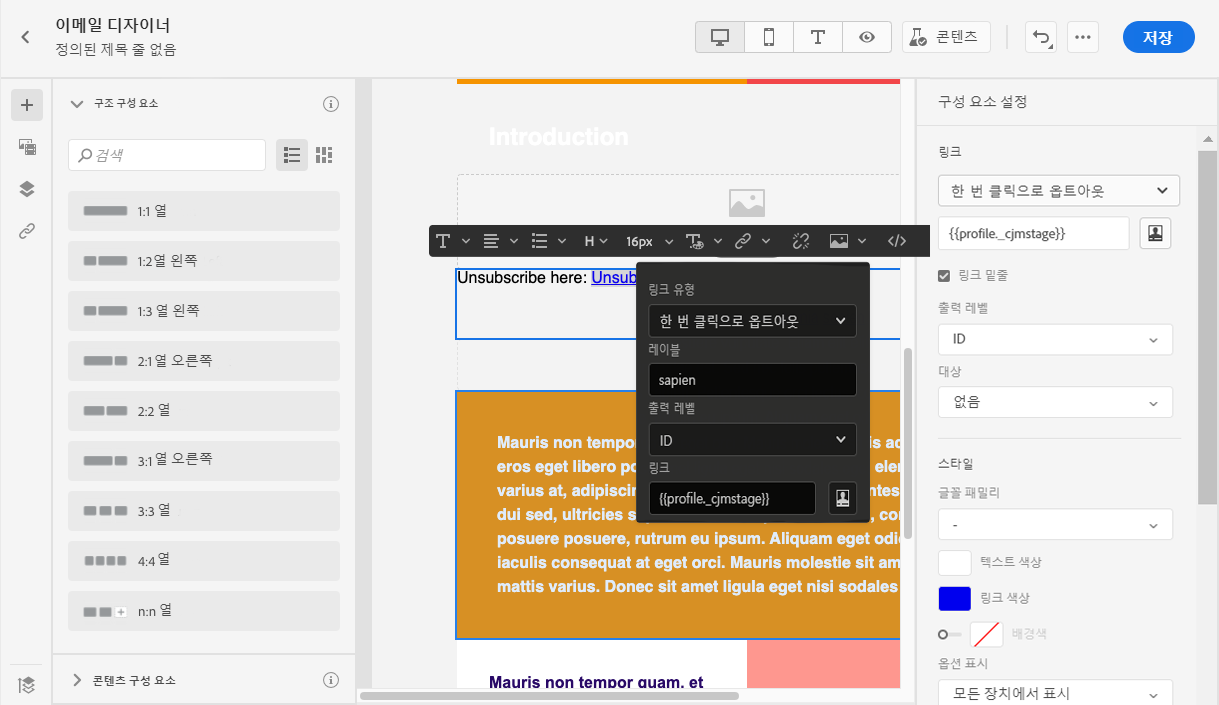 이메일 디자이너
정의된 제목 줄 없음
콘텐츠
저장
구조 구성 요소
검색
1:1 열
1:2열 왼쪽
1:3 열 왼쪽
2:1열 오른쪽
2:2 열
3:1 열 오른쪽
3:3 열
4:4 열
n:n 열
콘텐츠 구성 요소
Introduction
H
16px
Unsubscribe here: Unsub
링크 유형
한 번 클릭으로 옵트아웃
레이블
sapien
출력 레벨
ID
링크
{{profile._cjmstage}}
Mauris non tempo
eros eget libero po
varius at, adipiscin
dui sed, ultricies s
posuere posuere, rutrum eu ipsum. Aliquam eget odi
iaculis consequat at eget orci. Mauris molestie sit am
mattis varius. Donec sit amet ligula eget nisi sodales
Mauris non tempor quam, et
구성 요소 설정
링크
한 번 클릭으로 옵트아웃
{{profile._cjmstage}}
링크 밑줄
출력 레벨
ID
대상
없음
스타일
글꼴 패밀리
-
텍스트 색상
링크 색상
배경색
옵션 표시
모든 장치에서 표시